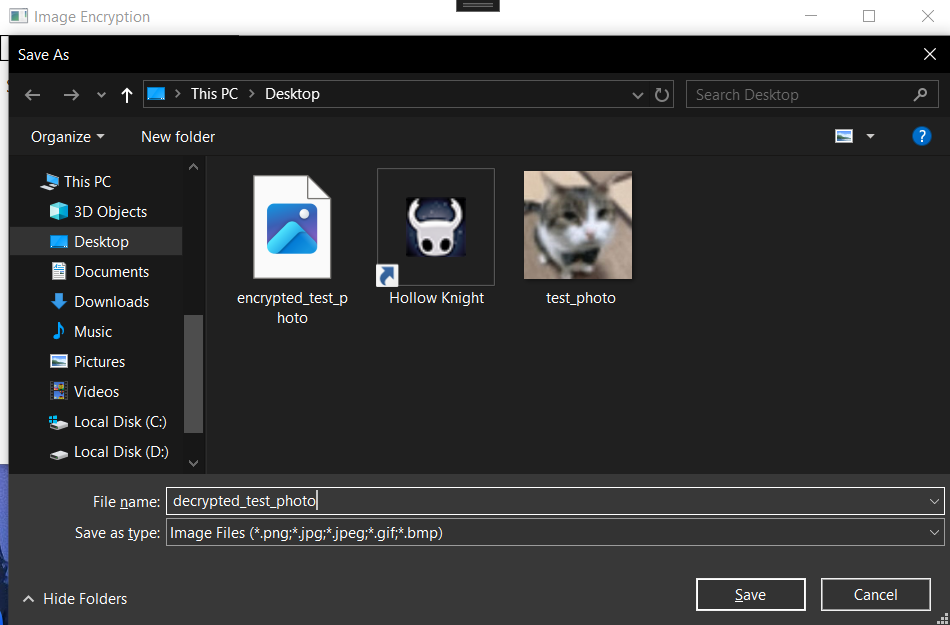 Image Encryption
Save As
This PC
Desktop
Search Desktop
Organize
New folder
?
This PC
3D Objects
Desktop
Documents
Downloads
Music
Pictures
Videos
Local Disk (C:)
Local Disk (D:)
encrypted_test_p
hoto
Hollow Knight
test_photo
File name:
decrypted_test_photo
Save as type:
Image Files (*.png;*.jpg;*.jpeg;*.gif;*.bmp)
Hide Folders
Save
Cancel